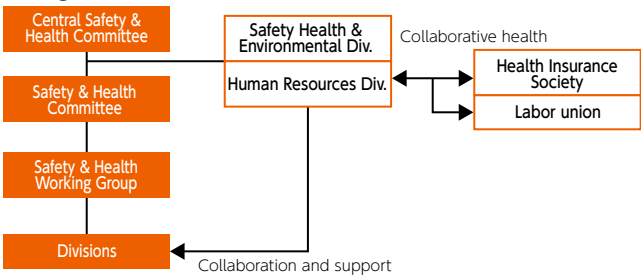 Central Safety &
Health Committee
Safety Health &
Environmental Div.
Human Resources Div.
Collaborative health
Health Insurance
Society
Labor union
Safety & Health
Committee
Safety & Health
Working Group
Divisions
Collaboration and support